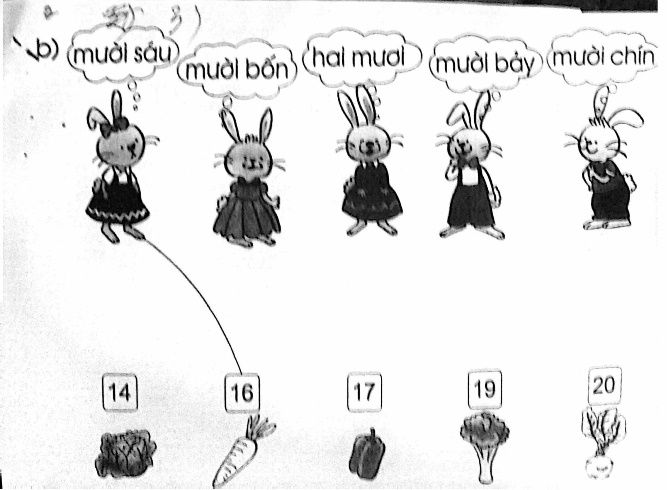 b) mười sáu mười bốn hai mươi mười bảy mười chín
14 16 17 19 20